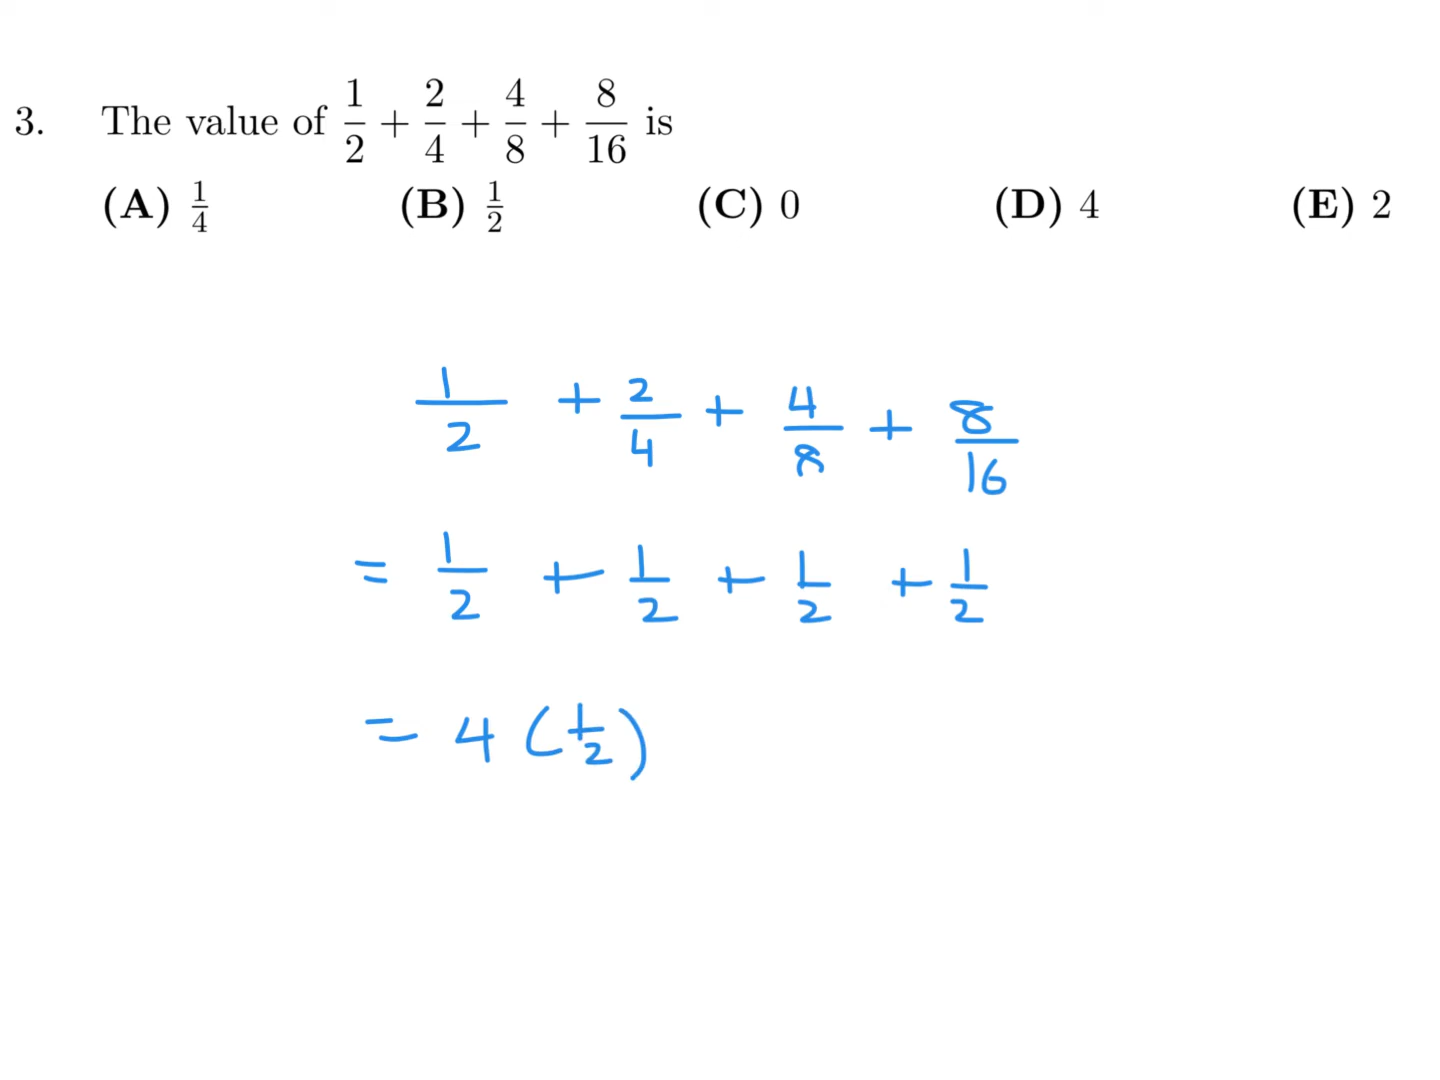 3. The value of 1/2 + 2/4 + 4/8 + 8/16 is
(A) 1/4 (B) 1/2 (C) 0 (D) 4 (E) 2
1/2 + 2/4 + 4/8 + 8/16
= 1/2 + 1/2 + 1/2 + 1/2
= 4 (1/2)